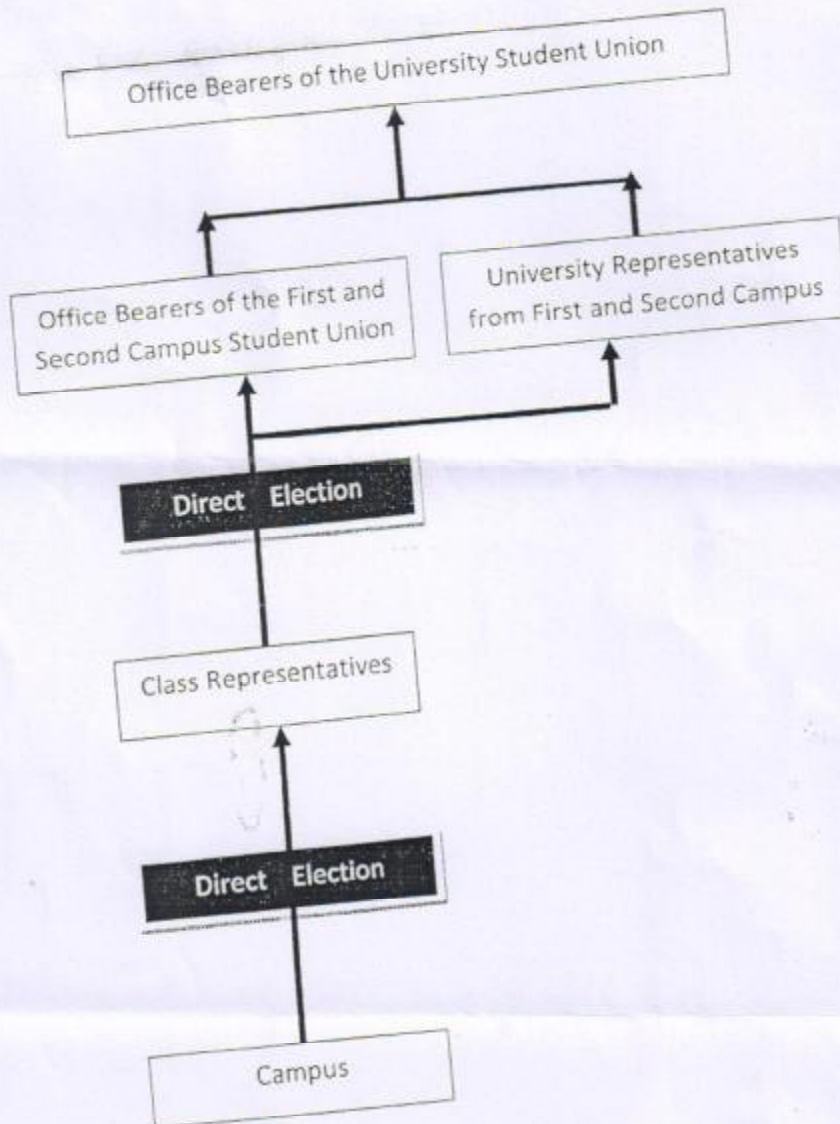 Office Bearers of the University Student Union
Office Bearers of the First and
Second Campus Student Union
University Representatives
from First and Second Campus
Direct Election
Class Representatives
Direct Election
Campus